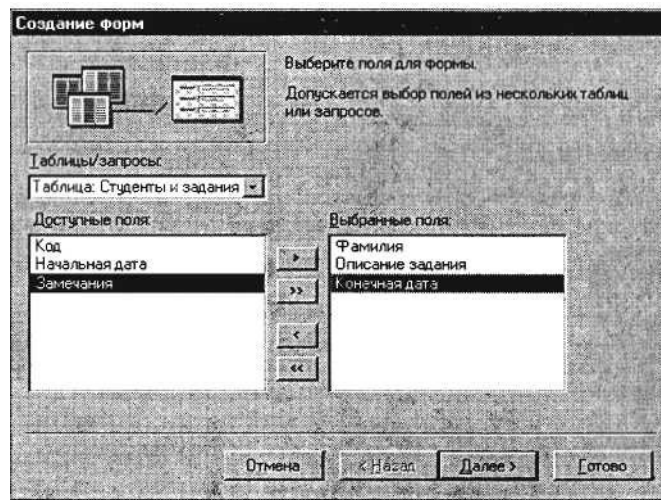 Создание форм
Выберите поля для формы.
Допускается выбор полей из нескольких таблиц
или запросов.
Таблицы/запросы:
Таблица: Студенты и задания
Доступные поля:
Выбранные поля:
Код
Начальная дата
Замечания
Фамилия
Описание задания
Конечная дата
>
>>
<
<<
Отмена
< Назад
Далее >
Готово